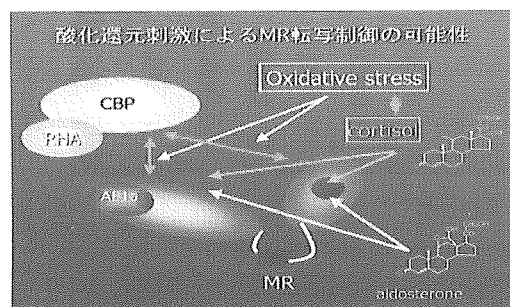 酸化還元刺激によるMR転写制御の可能性
Oxidative stress
CBP
RHA
cortisol
MR
aldosterone